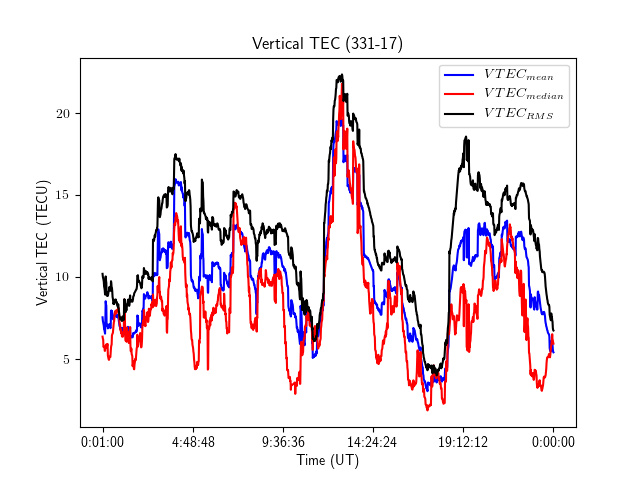 Vertical TEC (331-17)
VTEC_mean
VTEC_median
VTEC_RMS
Vertical TEC (TECU)
20
15
10
5
0:01:00 4:48:48 9:36:36 14:24:24 19:12:12 0:00:00
Time (UT)